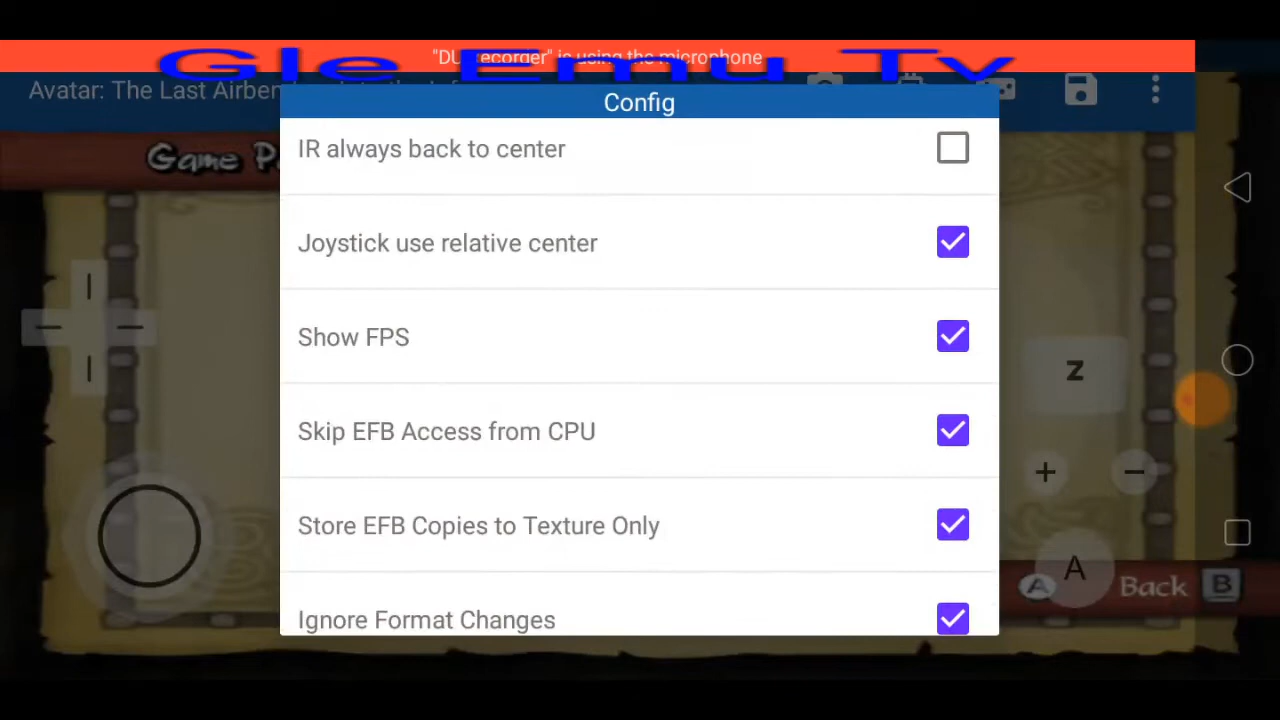 "DU Recorder" is using the microphone
Gle Emu Tv
Avatar: The Last Airben
Config
Game P
IR always back to center
Joystick use relative center
Show FPS
Skip EFB Access from CPU
Store EFB Copies to Texture Only
Ignore Format Changes
Z
+ −
A
A Back B